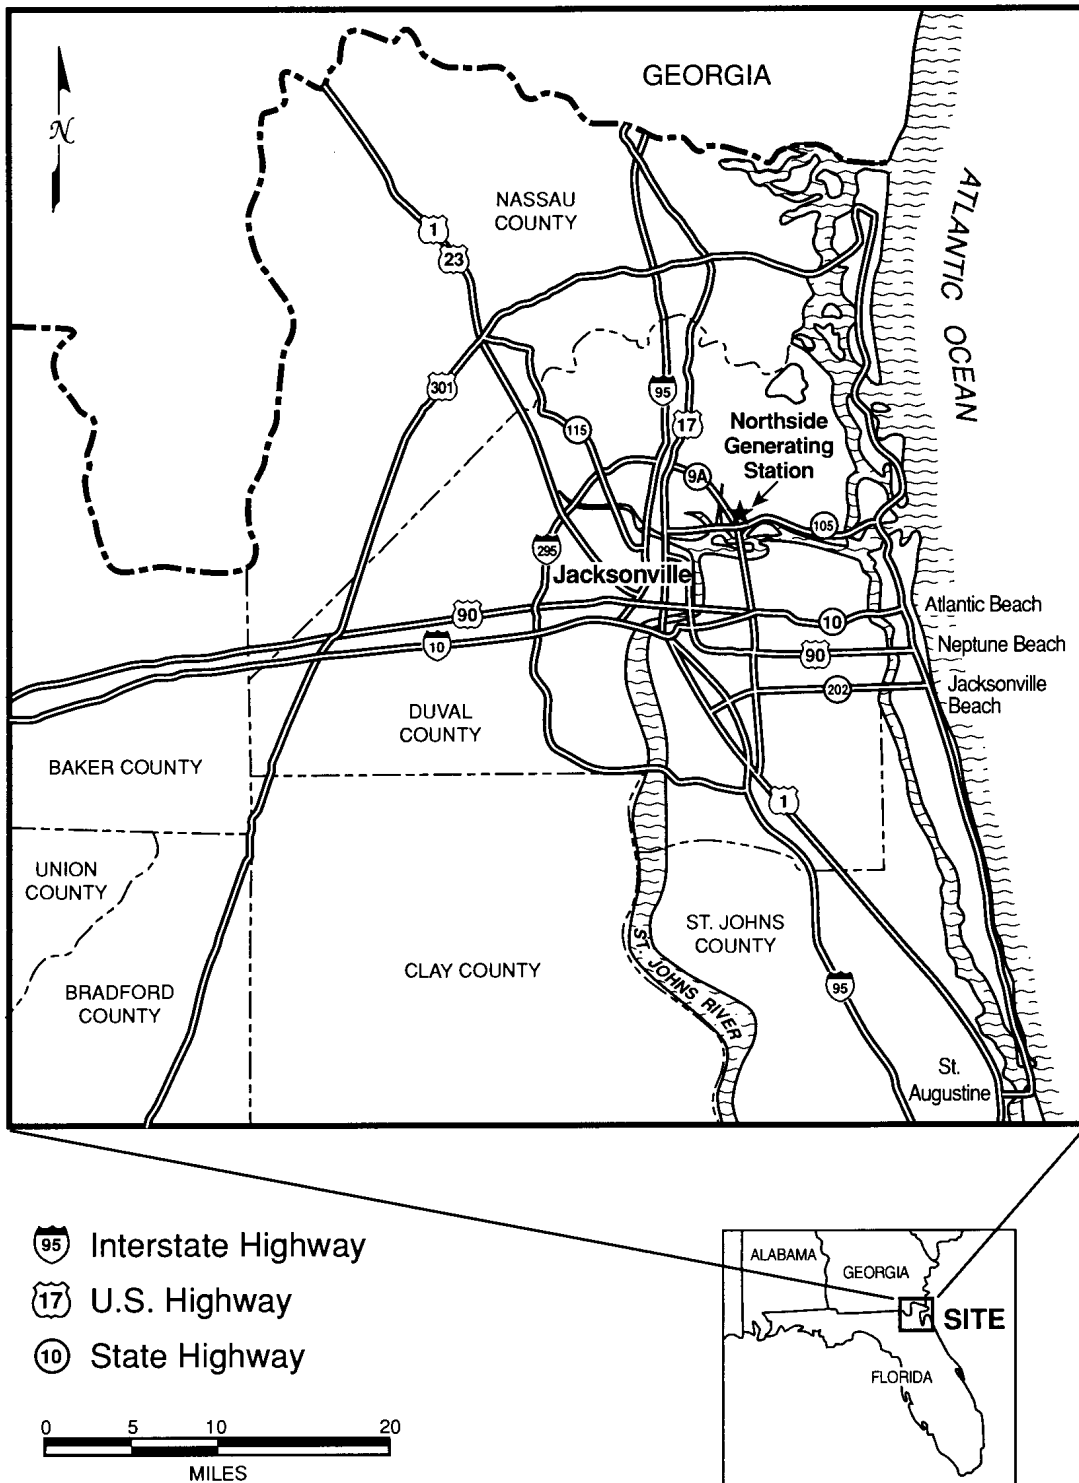 GEORGIA
N
NASSAU
COUNTY
ATLANTIC OCEAN
1
23
301
95
17
115
Northside
Generating
Station
9A
105
295
Jacksonville
90
10
10
Atlantic Beach
90
Neptune Beach
202
Jacksonville
Beach
DUVAL
COUNTY
BAKER COUNTY
1
UNION
COUNTY
ST. JOHNS
COUNTY
CLAY COUNTY
ST. JOHNS RIVER
95
BRADFORD
COUNTY
St.
Augustine
95 Interstate Highway
17 U.S. Highway
10 State Highway
0 5 10 20
MILES
ALABAMA
GEORGIA
SITE
FLORIDA